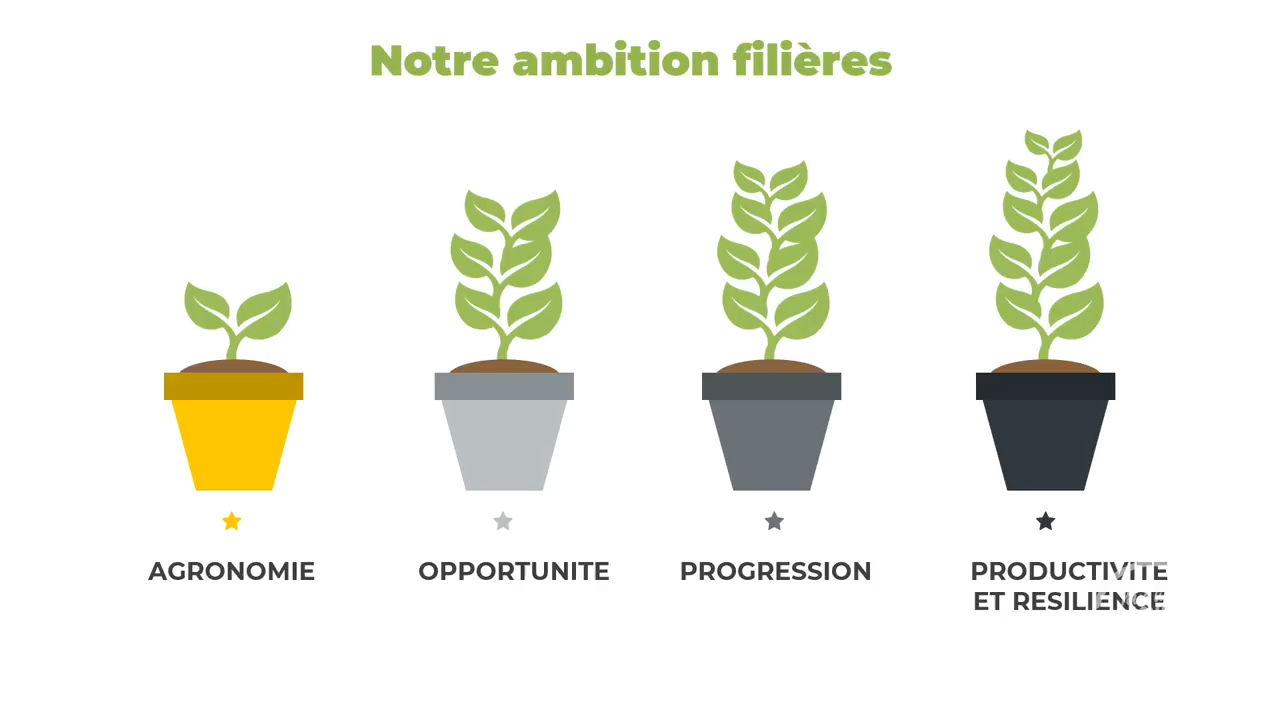 Notre ambition filières
AGRONOMIE
OPPORTUNITE
PROGRESSION
PRODUCTIVITE
ET RESILIENCE